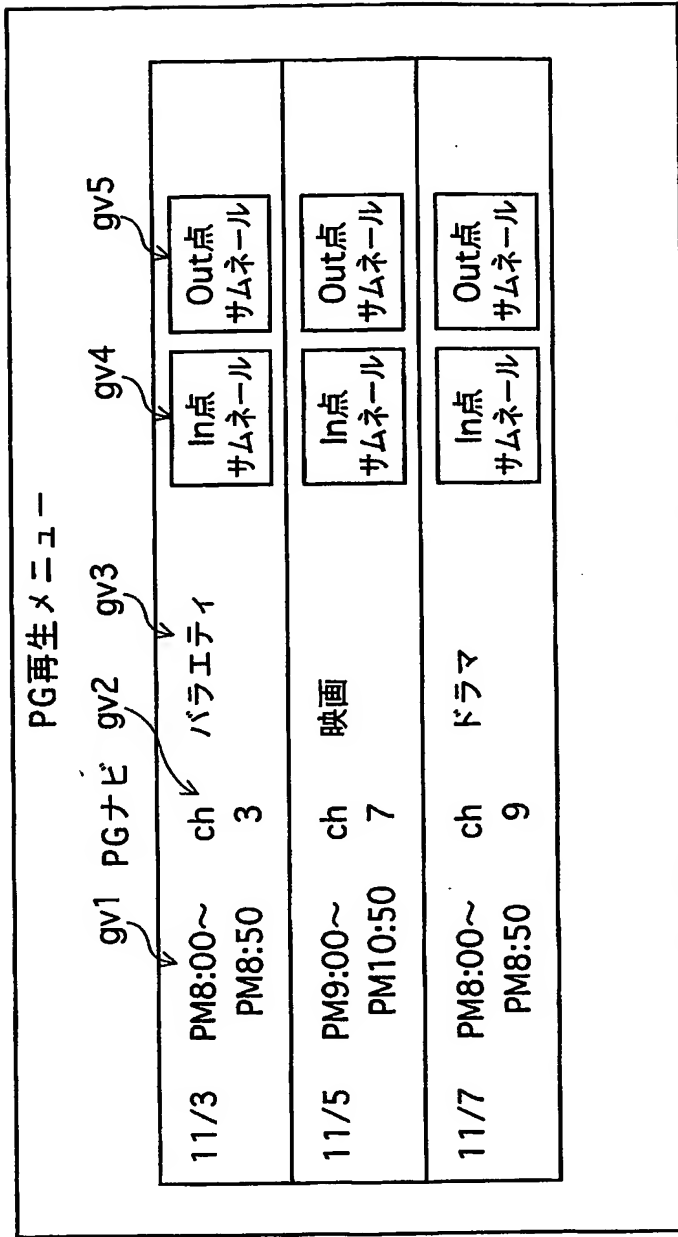 PG再生メニュー
PGナビ
gv1
gv2
gv3
gv4
gv5
11/3
PM8:00～
PM8:50
ch
3
バラエティ
In点
サムネール
Out点
サムネール
11/5
PM9:00～
PM10:50
ch
7
映画
In点
サムネール
Out点
サムネール
11/7
PM8:00～
PM8:50
ch
9
ドラマ
In点
サムネール
Out点
サムネール